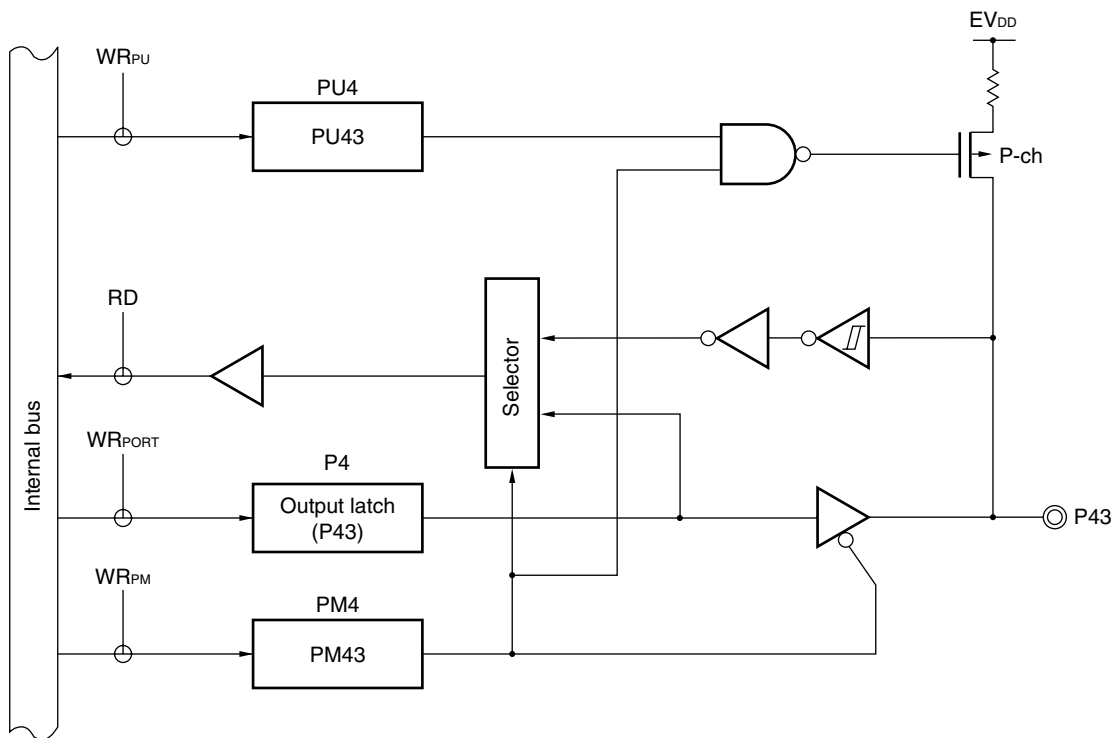 EVDD
WRPU
PU4
PU43
P-ch
RD
Selector
Internal bus
WRPORT
P4
Output latch
(P43)
P43
WRPM
PM4
PM43